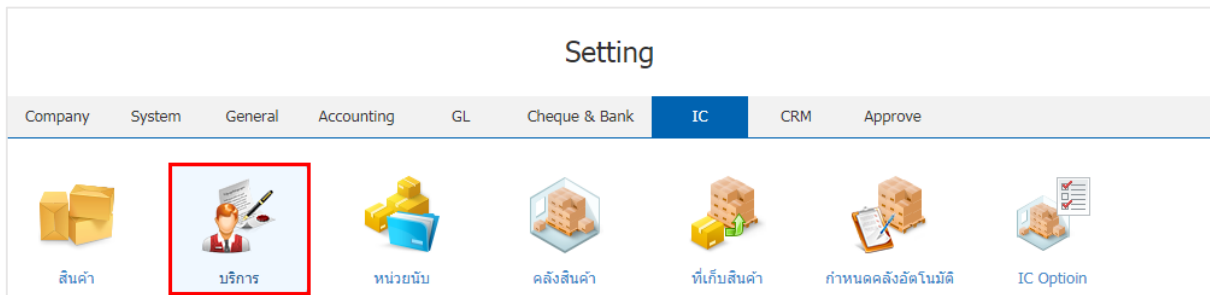 Setting
Company System General Accounting GL Cheque & Bank IC CRM Approve
สินค้า บริการ หน่วยนับ คลังสินค้า ที่เก็บสินค้า กำหนดคลังอัตโนมัติ IC Optioin